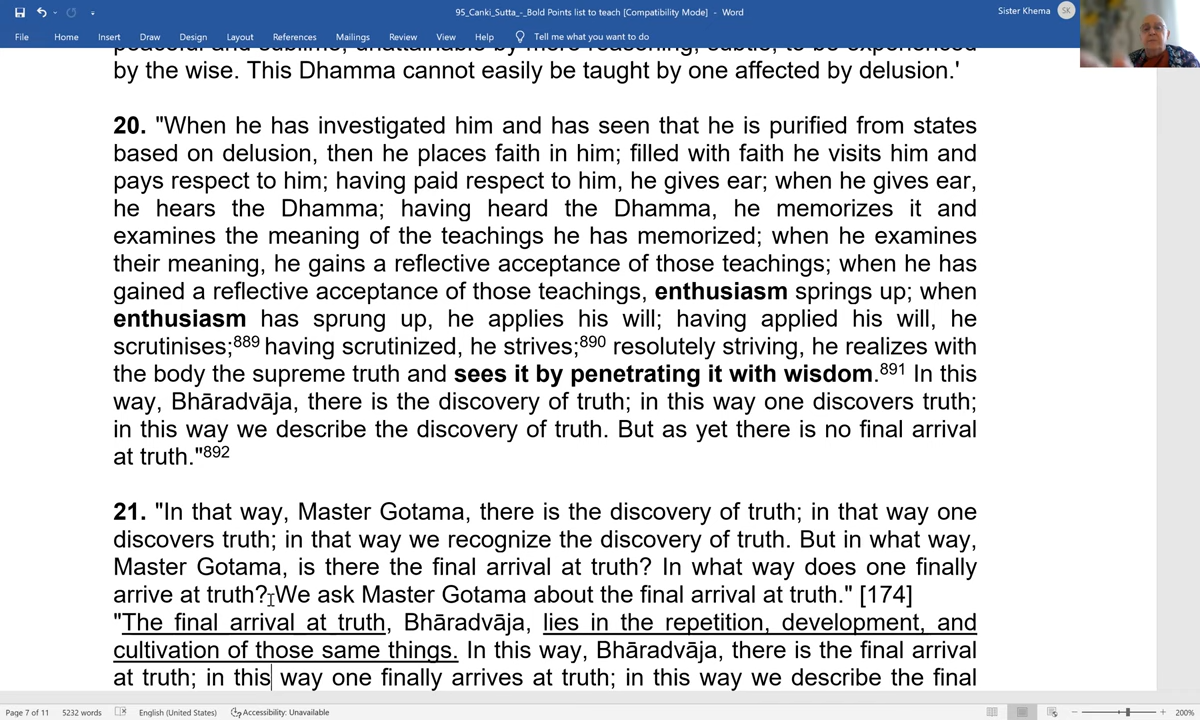 95_Canki_Sutta_-_Bold Points list to teach [Compatibility Mode] - Word
Sister Khema
SK
File Home Insert Draw Design Layout References Mailings Review View Help Tell me what you want to do
peaceful and sublime, unattainable by mere reasoning, subtle, to be experienced
by the wise. This Dhamma cannot easily be taught by one affected by delusion.'
20. "When he has investigated him and has seen that he is purified from states
based on delusion, then he places faith in him; filled with faith he visits him and
pays respect to him; having paid respect to him, he gives ear; when he gives ear,
he hears the Dhamma; having heard the Dhamma, he memorizes it and
examines the meaning of the teachings he has memorized; when he examines
their meaning, he gains a reflective acceptance of those teachings; when he has
gained a reflective acceptance of those teachings, enthusiasm springs up; when
enthusiasm has sprung up, he applies his will; having applied his will, he
scrutinises;889 having scrutinized, he strives;890 resolutely striving, he realizes with
the body the supreme truth and sees it by penetrating it with wisdom.891 In this
way, Bhāradvāja, there is the discovery of truth; in this way one discovers truth;
in this way we describe the discovery of truth. But as yet there is no final arrival
at truth."892
21. "In that way, Master Gotama, there is the discovery of truth; in that way one
discovers truth; in that way we recognize the discovery of truth. But in what way,
Master Gotama, is there the final arrival at truth? In what way does one finally
arrive at truth? We ask Master Gotama about the final arrival at truth." [174]
"The final arrival at truth, Bhāradvāja, lies in the repetition, development, and
cultivation of those same things. In this way, Bhāradvāja, there is the final arrival
at truth; in this way one finally arrives at truth; in this way we describe the final
Page 7 of 11 5232 words English (United States) Accessibility: Unavailable 200%